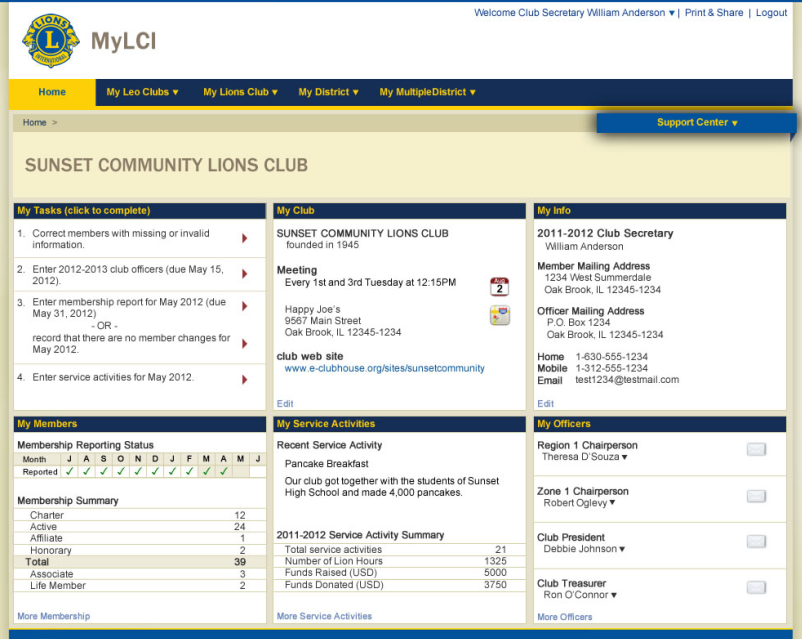 Welcome Club Secretary William Anderson ▼ | Print & Share | Logout
LIONS
L
INTERNATIONAL
MyLCI
Home My Leo Clubs ▼ My Lions Club ▼ My District ▼ My MultipleDistrict ▼
Home >
Support Center ▼
SUNSET COMMUNITY LIONS CLUB
My Tasks (click to complete)
1. Correct members with missing or invalid
information.
2. Enter 2012-2013 club officers (due May 15,
2012).
3. Enter membership report for May 2012 (due
May 31, 2012)
- OR -
record that there are no member changes for
May 2012.
4. Enter service activities for May 2012.
My Club
SUNSET COMMUNITY LIONS CLUB
founded in 1945
Meeting
Every 1st and 3rd Tuesday at 12:15PM
Aug
2
Happy Joe's
9567 Main Street
Oak Brook, IL 12345-1234
club web site
www.e-clubhouse.org/sites/sunsetcommunity
Edit
My Info
2011-2012 Club Secretary
William Anderson
Member Mailing Address
1234 West Summerdale
Oak Brook, IL 12345-1234
Officer Mailing Address
P.O. Box 1234
Oak Brook, IL 12345-1234
Home 1-630-555-1234
Mobile 1-312-555-1234
Email test1234@testmail.com
Edit
My Members
Membership Reporting Status
Month J A S O N D J F M A M J
Reported ✓ ✓ ✓ ✓ ✓ ✓ ✓ ✓ ✓ ✓
Membership Summary
Charter 12
Active 24
Affiliate 1
Honorary 2
Total 39
Associate 3
Life Member 2
More Membership
My Service Activities
Recent Service Activity
Pancake Breakfast
Our club got together with the students of Sunset
High School and made 4,000 pancakes.
2011-2012 Service Activity Summary
Total service activities 21
Number of Lion Hours 1325
Funds Raised (USD) 5000
Funds Donated (USD) 3750
More Service Activities
My Officers
Region 1 Chairperson
Theresa D'Souza ▼
Zone 1 Chairperson
Robert Oglevy ▼
Club President
Debbie Johnson ▼
Club Treasurer
Ron O'Connor ▼
More Officers